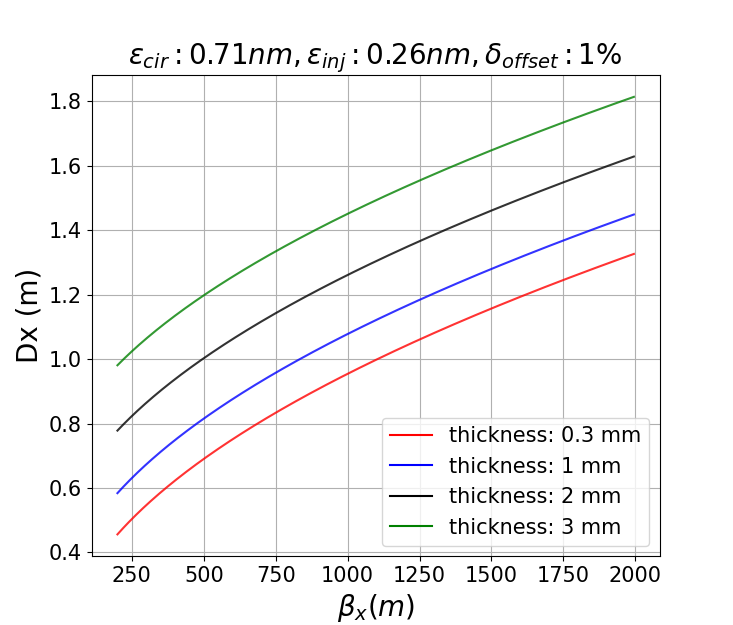 ε_cir : 0.71nm, ε_inj : 0.26nm, δ_offset : 1%
1.8
1.6
1.4
1.2
1.0
0.8
0.6
0.4
Dx (m)
thickness: 0.3 mm
thickness: 1 mm
thickness: 2 mm
thickness: 3 mm
250 500 750 1000 1250 1500 1750 2000
β_x(m)